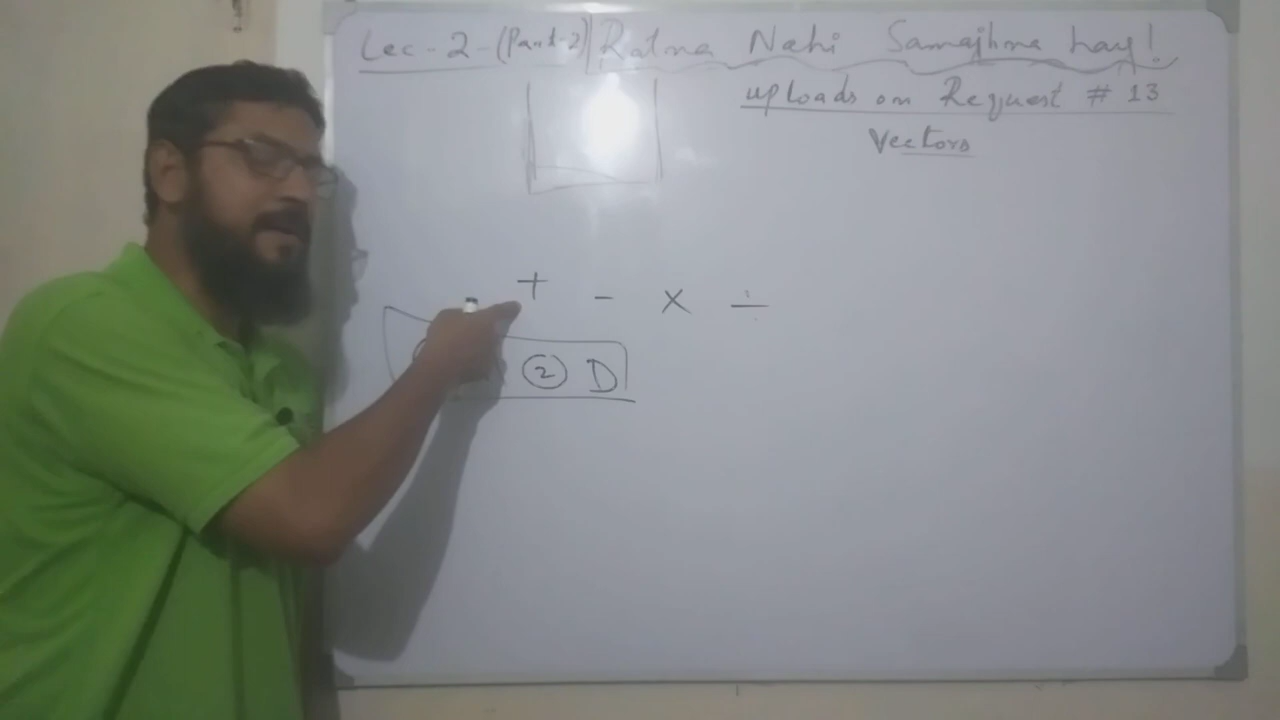 Lec - 2 - (Part-2) Ratna Nahi Samajhna hay!
uploads on Request # 13
Vectors
+ - × ÷
② D